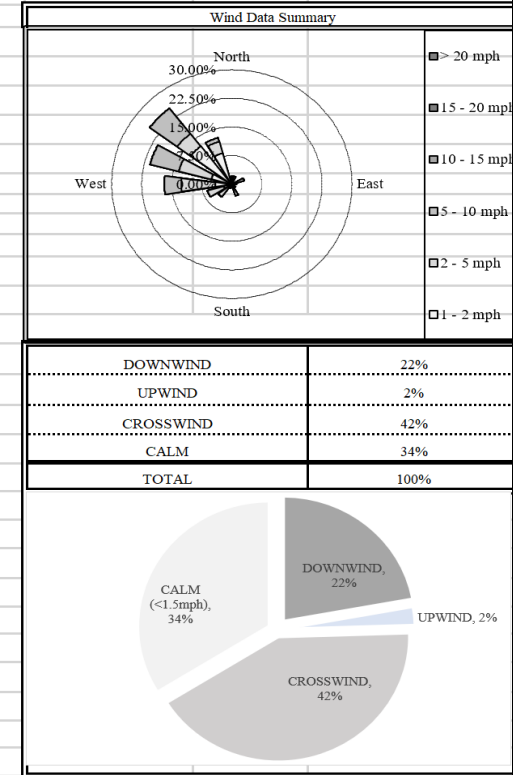 Wind Data Summary
North
30.00%
22.50%
15.00%
7.50%
0.00%
West
East
South
> 20 mph
15 - 20 mph
10 - 15 mph
5 - 10 mph
2 - 5 mph
1 - 2 mph
DOWNWIND 22%
UPWIND 2%
CROSSWIND 42%
CALM 34%
TOTAL 100%
DOWNWIND,
22%
UPWIND, 2%
CROSSWIND,
42%
CALM
(<1.5mph),
34%